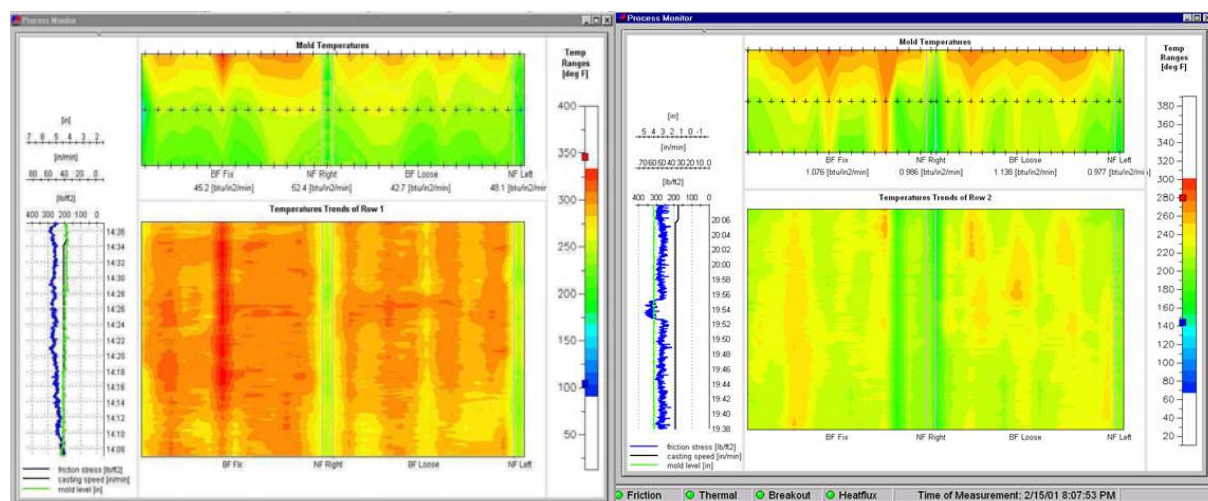 Process Monitor
Mold Temperatures
Temp
Ranges
[deg F]
400
350
300
250
200
150
100
50
[in]
7 6 5 4 3 2
[in/min]
80 60 40 20 0
[lb/ft2]
400 300 200 100 0
BF Fix NF Right BF Loose NF Left
45.2 [btu/in2/min] 52.4 [btu/in2/min] 42.7 [btu/in2/min] 48.1 [btu/in2/min]
Temperatures Trends of Row 1
14:36
14:34
14:30
14:28
14:26
14:24
14:22
14:20
14:18
14:16
14:14
14:12
14:10
14:08
friction stress [lb/ft2]
casting speed [in/min]
mold level [in]
BF Fix NF Right BF Loose NF Left
Process Monitor
Mold Temperatures
Temp
Ranges
[deg F]
380
360
340
320
300
280
260
240
220
200
180
160
140
120
100
80
60
40
20
[in]
5 4 3 2 1 -1
[in/min]
70 60 50 40 30 20 10 0
[lb/ft2]
400 300 200 100 0
BF Fix NF Right BF Loose NF Left
1.076 [btu/in2/min] 0.986 [btu/in2/min] 1.138 [btu/in2/min] 0.977 [btu/in2/min]
Temperatures Trends of Row 2
20:06
20:04
20:02
20:00
19:58
19:56
19:54
19:52
19:50
19:48
19:46
19:44
19:42
19:40
19:38
friction stress [lb/ft2]
casting speed [in/min]
mold level [in]
BF Fix NF Right BF Loose NF Left
Friction Thermal Breakout Heatflux Time of Measurement: 2/15/01 8:07:53 PM